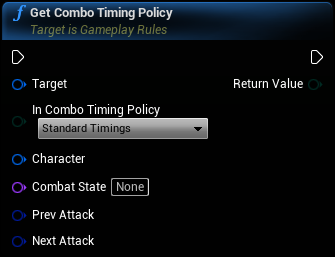 Get Combo Timing Policy
Target is Gameplay Rules
Target
Return Value
In Combo Timing Policy
Standard Timings
Character
Combat State
None
Prev Attack
Next Attack